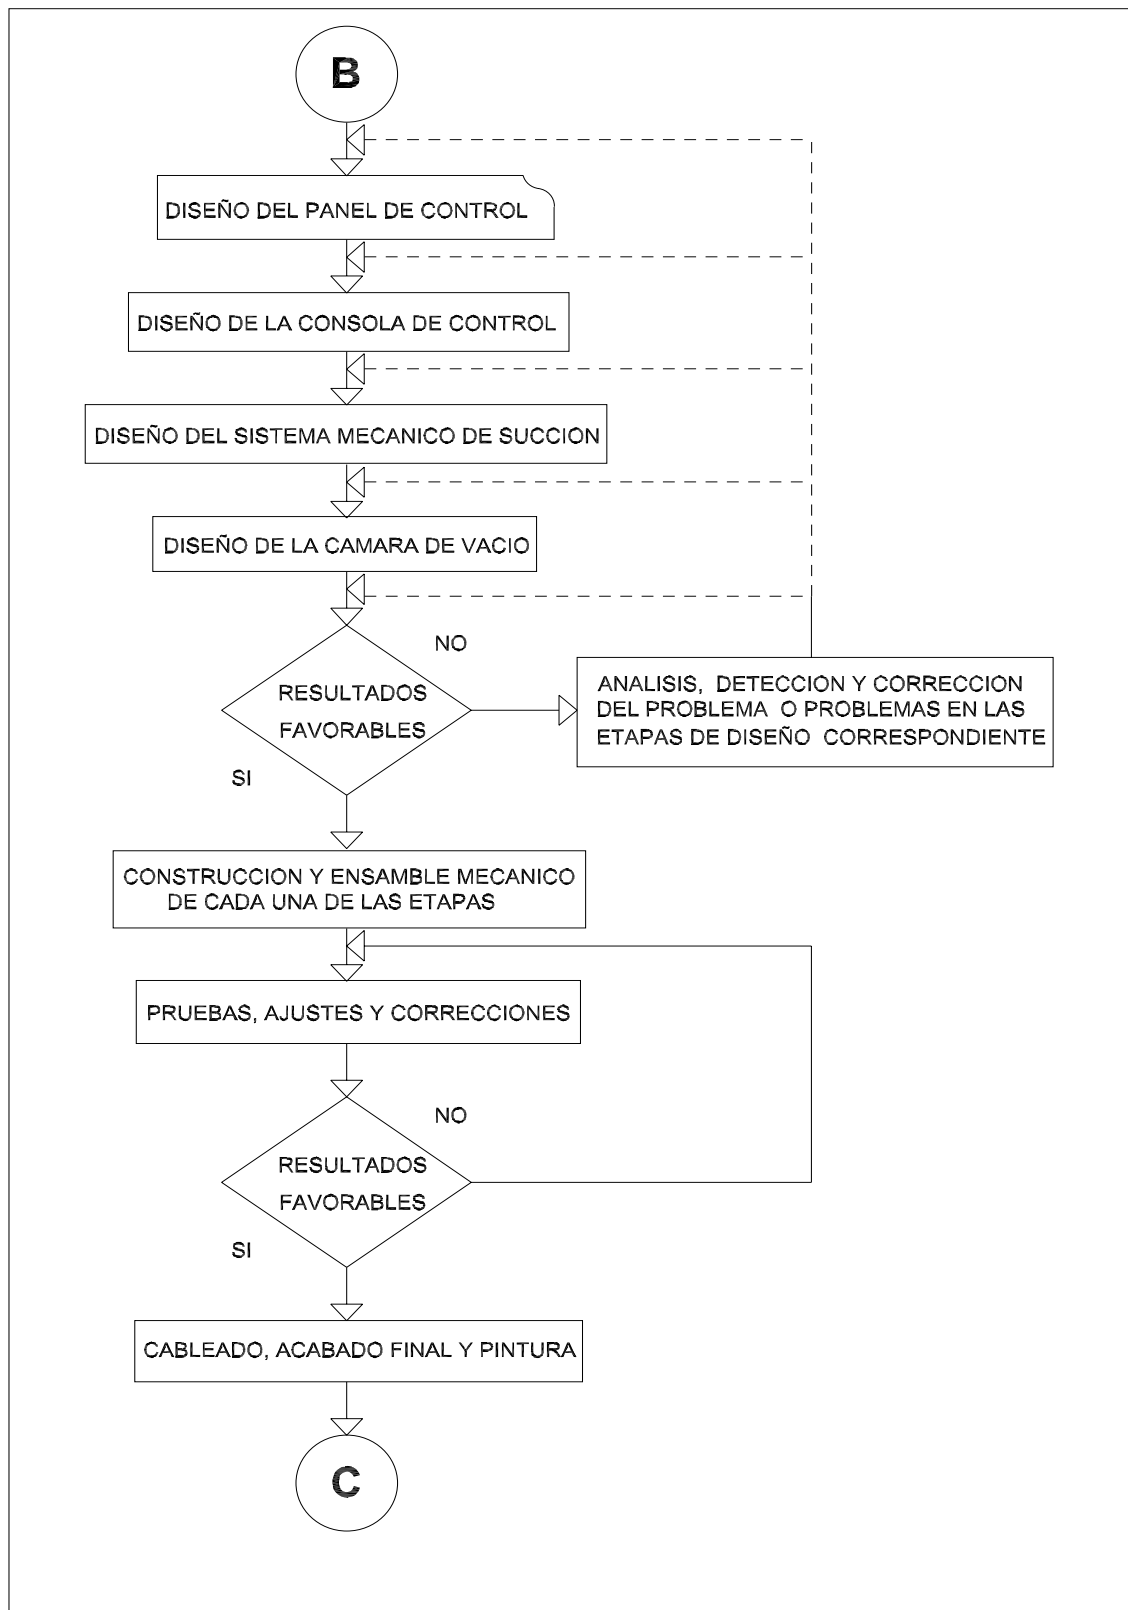 B
DISEÑO DEL PANEL DE CONTROL
DISEÑO DE LA CONSOLA DE CONTROL
DISEÑO DEL SISTEMA MECANICO DE SUCCION
DISEÑO DE LA CAMARA DE VACIO
NO
RESULTADOS
FAVORABLES
SI
ANALISIS, DETECCION Y CORRECCION
DEL PROBLEMA O PROBLEMAS EN LAS
ETAPAS DE DISEÑO CORRESPONDIENTE
CONSTRUCCION Y ENSAMBLE MECANICO
DE CADA UNA DE LAS ETAPAS
PRUEBAS, AJUSTES Y CORRECCIONES
NO
RESULTADOS
FAVORABLES
SI
CABLEADO, ACABADO FINAL Y PINTURA
C